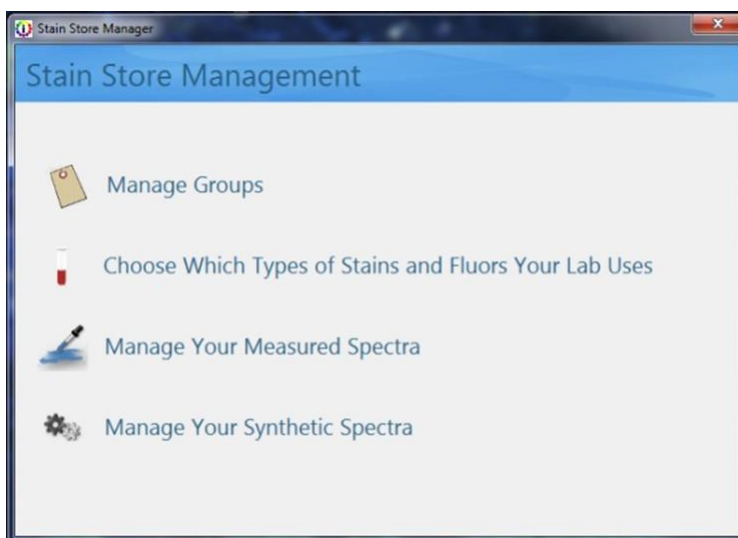 Stain Store Manager
Stain Store Management
Manage Groups
Choose Which Types of Stains and Fluors Your Lab Uses
Manage Your Measured Spectra
Manage Your Synthetic Spectra